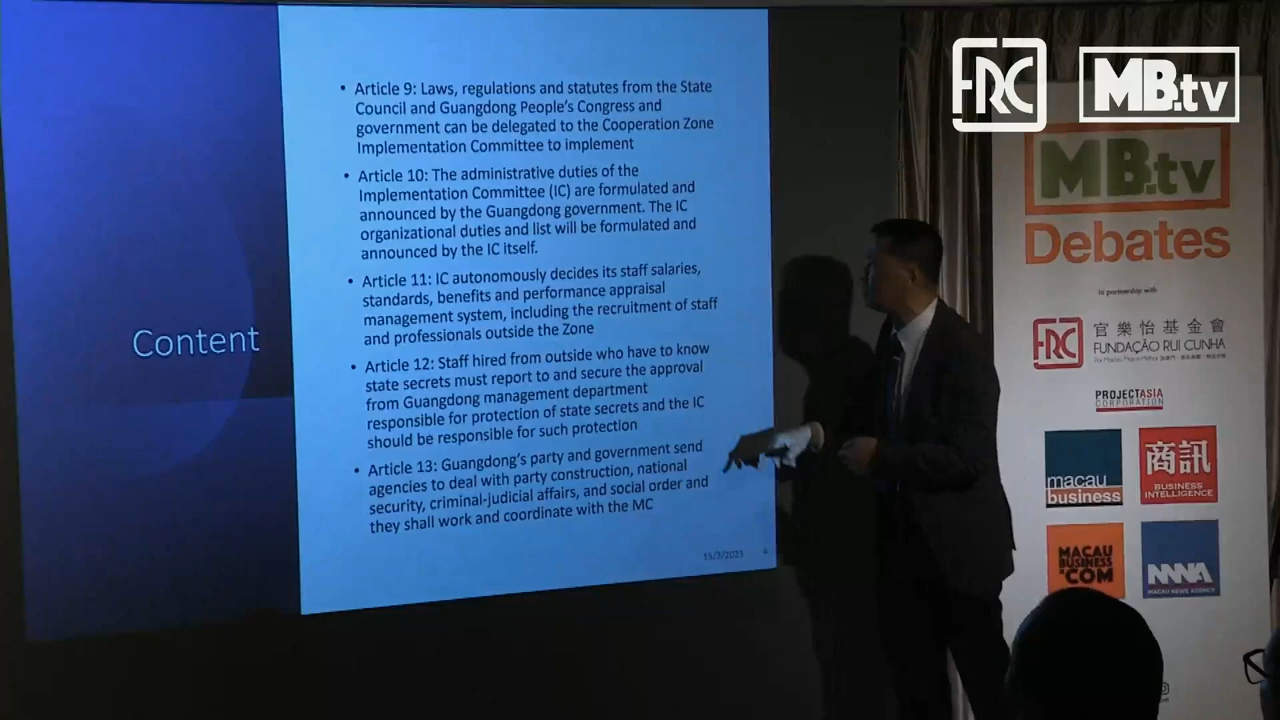 Content
• Article 9: Laws, regulations and statutes from the State
Council and Guangdong People's Congress and
government can be delegated to the Cooperation Zone
Implementation Committee to implement
• Article 10: The administrative duties of the
Implementation Committee (IC) are formulated and
announced by the Guangdong government. The IC
organizational duties and list will be formulated and
announced by the IC itself.
• Article 11: IC autonomously decides its staff salaries,
standards, benefits and performance appraisal
management system, including the recruitment of staff
and professionals outside the Zone
• Article 12: Staff hired from outside who have to know
state secrets must report to and secure the approval
from Guangdong management department
responsible for protection of state secrets and the IC
should be responsible for such protection
• Article 13: Guangdong's party and government send
agencies to deal with party construction, national
security, criminal-judicial affairs, and social order and
they shall work and coordinate with the MC
15/3/2023 4
FRC
MB.tv
MB.tv
Debates
in partnership with
FRC
官樂怡基金會
FUNDAÇÃO RUI CUNHA
PROJECTASIA
CORPORATION
macau
business
商訊
BUSINESS
INTELLIGENCE
MACAU
BUSINESS
.COM
MNA
MACAU NEWS AGENCY